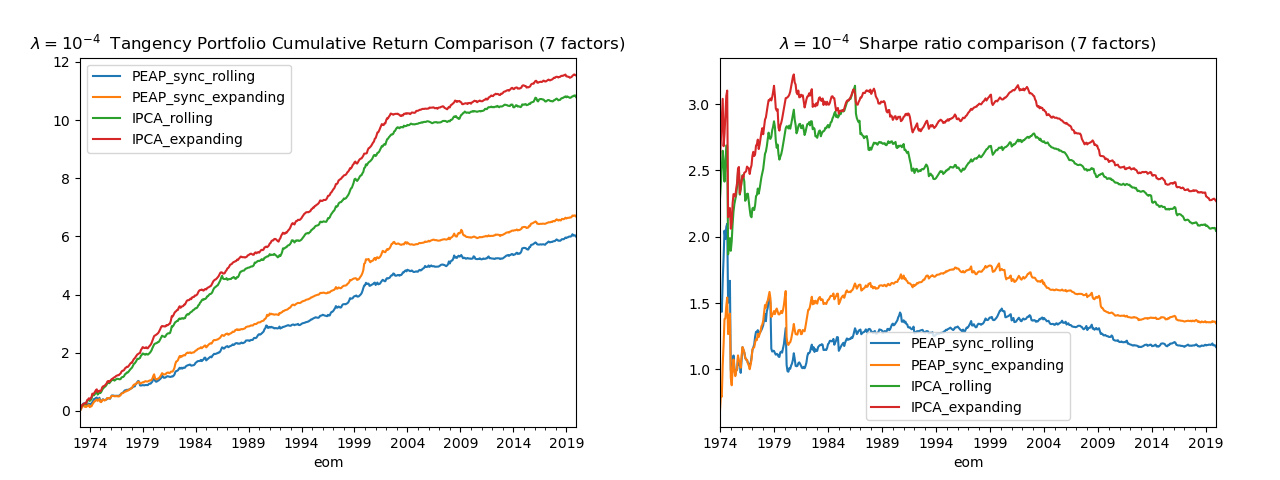 λ = 10⁻⁴ Tangency Portfolio Cumulative Return Comparison (7 factors)
12
10
8
6
4
2
0
PEAP_sync_rolling
PEAP_sync_expanding
IPCA_rolling
IPCA_expanding
1974 1979 1984 1989 1994 1999 2004 2009 2014 2019
eom
λ = 10⁻⁴ Sharpe ratio comparison (7 factors)
3.0
2.5
2.0
1.5
1.0
PEAP_sync_rolling
PEAP_sync_expanding
IPCA_rolling
IPCA_expanding
1974 1979 1984 1989 1994 1999 2004 2009 2014 2019
eom